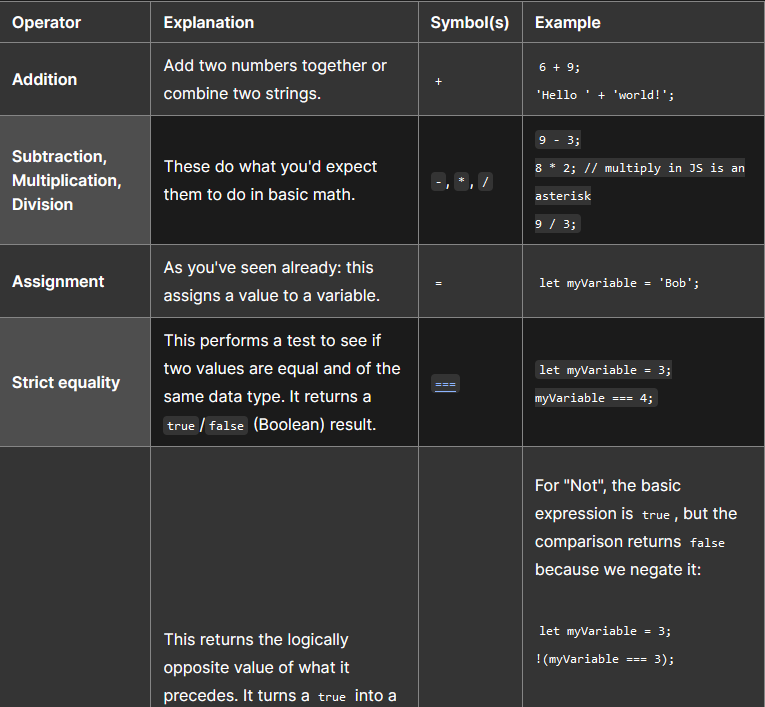 Operator Explanation Symbol(s) Example
Addition
Add two numbers together or
combine two strings.
+
6 + 9;
'Hello ' + 'world!';
Subtraction,
Multiplication,
Division
These do what you'd expect
them to do in basic math.
-, *, /
9 - 3;
8 * 2; // multiply in JS is an
asterisk
9 / 3;
Assignment
As you've seen already: this
assigns a value to a variable.
=
let myVariable = 'Bob';
Strict equality
This performs a test to see if
two values are equal and of the
same data type. It returns a
true/false (Boolean) result.
===
let myVariable = 3;
myVariable === 4;
This returns the logically
opposite value of what it
precedes. It turns a true into a
For "Not", the basic
expression is true, but the
comparison returns false
because we negate it:
let myVariable = 3;
!(myVariable === 3);